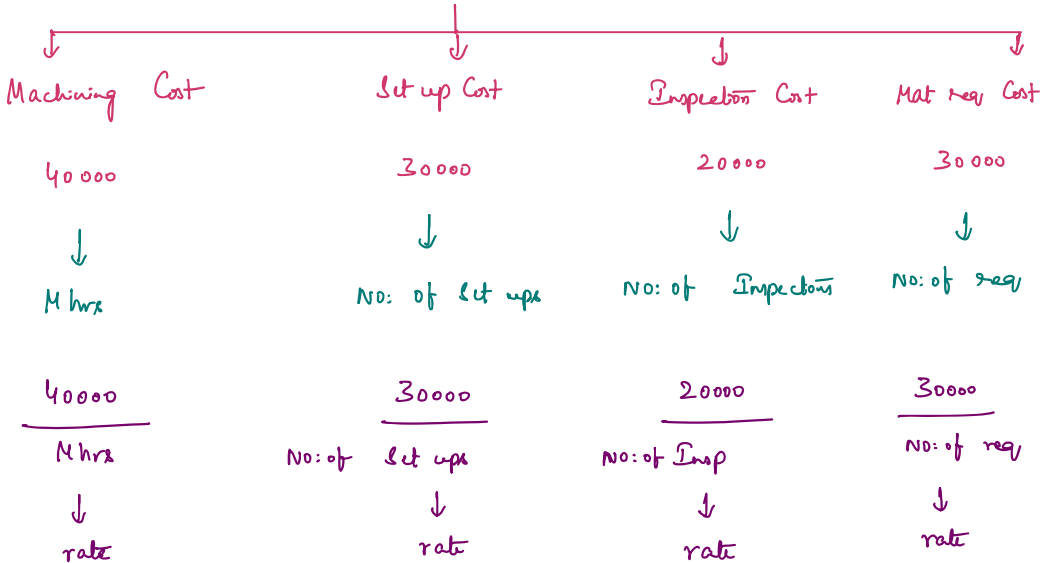 Machining Cost Set up Cost Inspection Cost Mat req Cost
40000 30000 20000 30000
M hrs NO: of Set ups NO: of Inspections NO: of req
40000 30000 20000 30000
M hrs NO: of Set ups NO: of Insp NO: of req
rate rate rate rate